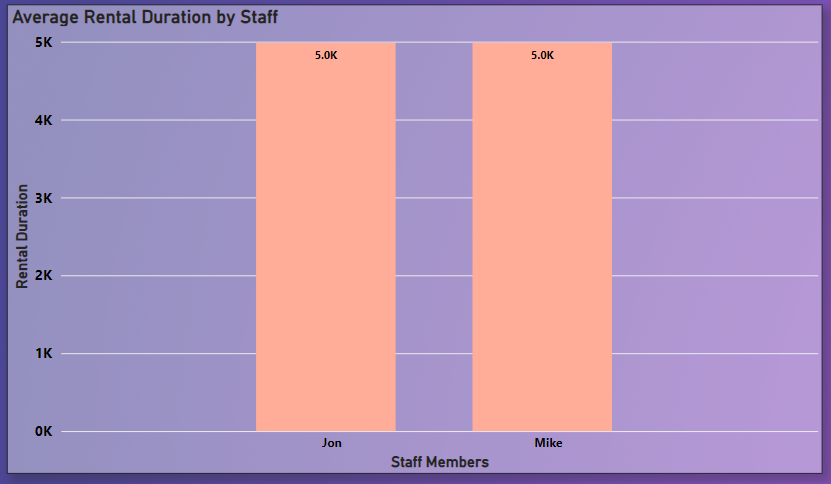 Average Rental Duration by Staff
5K
5.0K 5.0K
4K
3K
Rental Duration
2K
1K
0K
Jon Mike
Staff Members